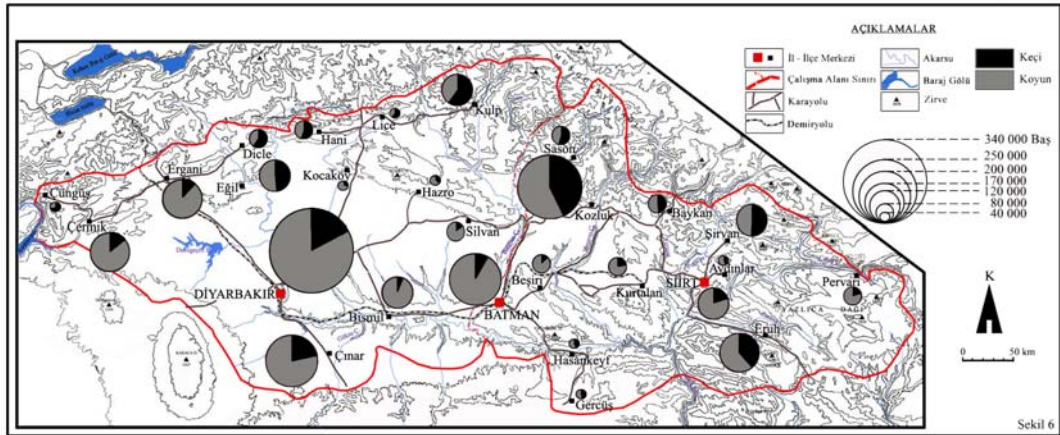 AÇIKLAMALAR
İl - İlçe Merkezi
Çalışma Alanı Sınırı
Karayolu
Demiryolu
Akarsu
Baraj Gölü
Zirve
Keçi
Koyun
340 000 Baş
250 000
200 000
170 000
120 000
80 000
40 000
Kulp
Lice
Hani
Dicle
Sason
Ergani
Eğil
Kocaköy
Hazro
Çüngüş
Çermik
Silvan
Kozluk
Baykan
Şirvan
Aydınlar
Pervari
DİYARBAKIR
Bismil
BATMAN
Beşiri
Kurtalan
SİİRT
YAZLICA
DAĞI
Eruh
Çınar
Hasankeyf
Gercüş
K
0
50 km
Şekil 6